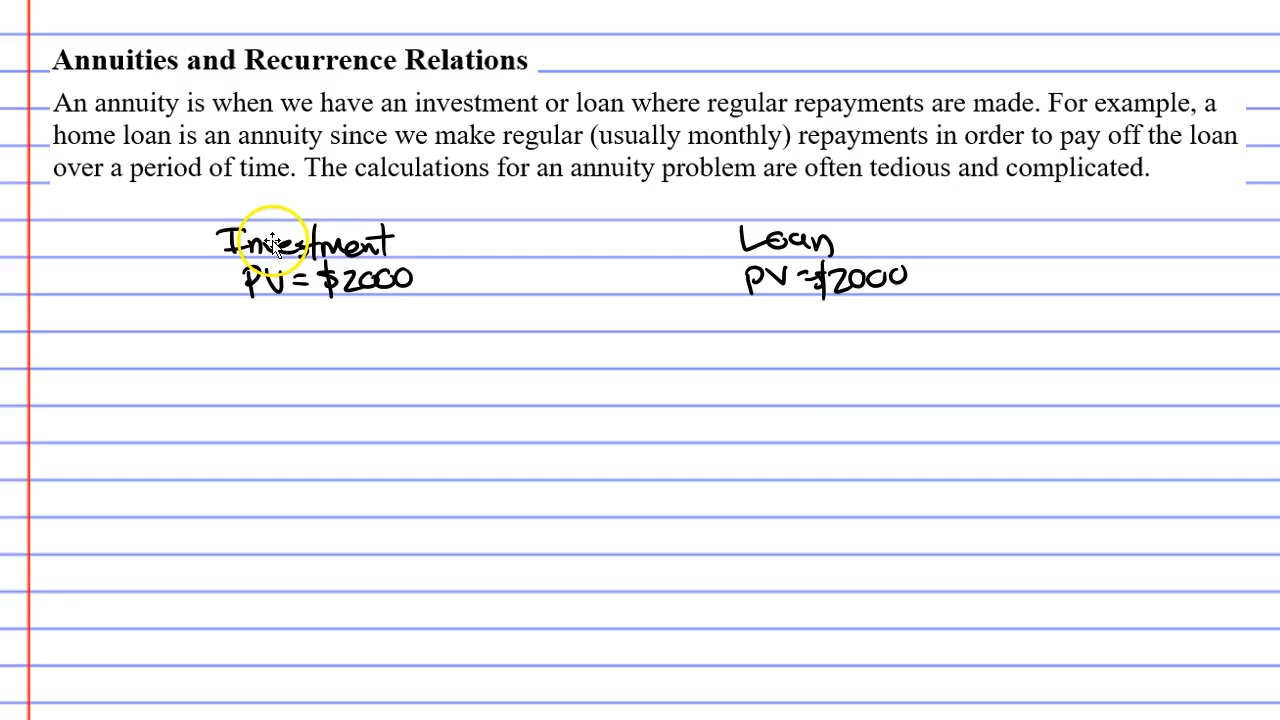 Annuities and Recurrence Relations
An annuity is when we have an investment or loan where regular repayments are made. For example, a
home loan is an annuity since we make regular (usually monthly) repayments in order to pay off the loan
over a period of time. The calculations for an annuity problem are often tedious and complicated.
Investment
PV = $2000
Loan
PV = $2000